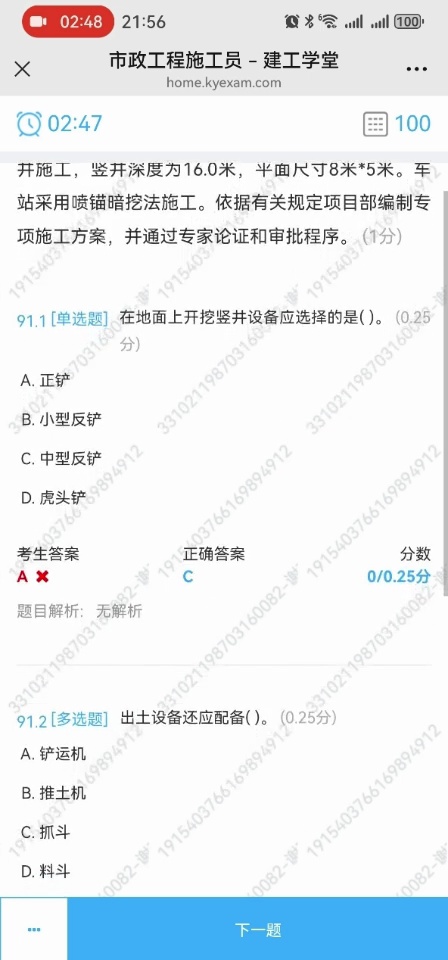 02:48 21:56 6 100
市政工程施工员 – 建工学堂
home.kyexam.com
02:47 100
井施工，竖井深度为16.0米，平面尺寸8米*5米。车
站采用喷锚暗挖法施工。依据有关规定项目部编制专
项施工方案，并通过专家论证和审批程序。(1分)
91.1 [单选题] 在地面上开挖竖井设备应选择的是( )。(0.25
分)
A. 正铲
B. 小型反铲
C. 中型反铲
D. 虎头铲
考生答案 正确答案 分数
A ✖ C 0/0.25分
题目解析: 无解析
91.2 [多选题] 出土设备还应配备( )。(0.25分)
A. 铲运机
B. 推土机
C. 抓斗
D. 料斗
下一题